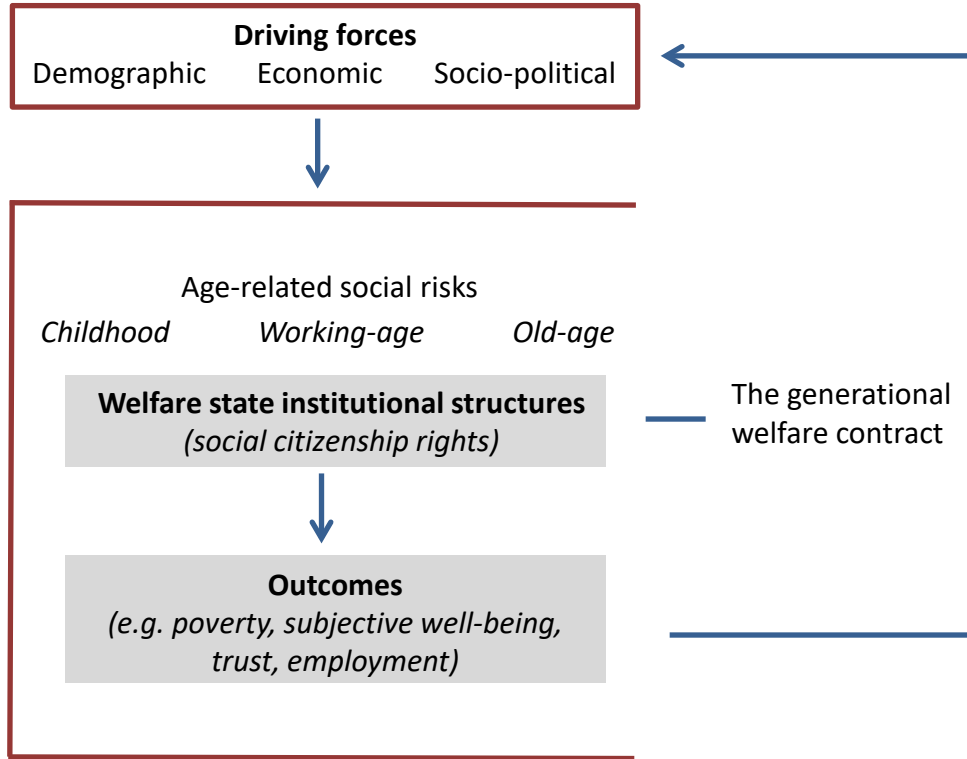 Driving forces
Demographic Economic Socio-political
Age-related social risks
Childhood Working-age Old-age
Welfare state institutional structures
(social citizenship rights)
The generational
welfare contract
Outcomes
(e.g. poverty, subjective well-being,
trust, employment)